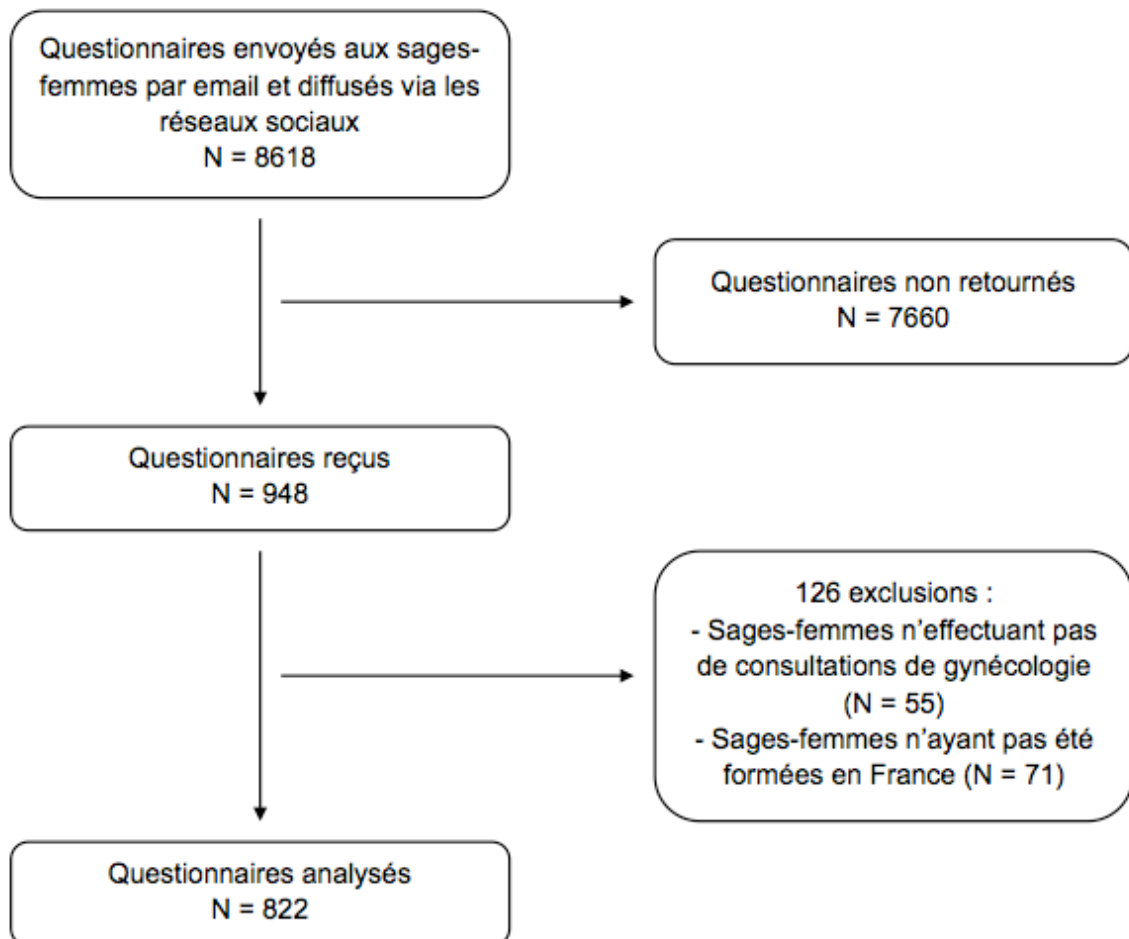 Questionnaires envoyés aux sages-
femmes par email et diffusés via les
réseaux sociaux
N = 8618
Questionnaires non retournés
N = 7660
Questionnaires reçus
N = 948
126 exclusions :
- Sages-femmes n’effectuant pas
de consultations de gynécologie
(N = 55)
- Sages-femmes n’ayant pas été
formées en France (N = 71)
Questionnaires analysés
N = 822